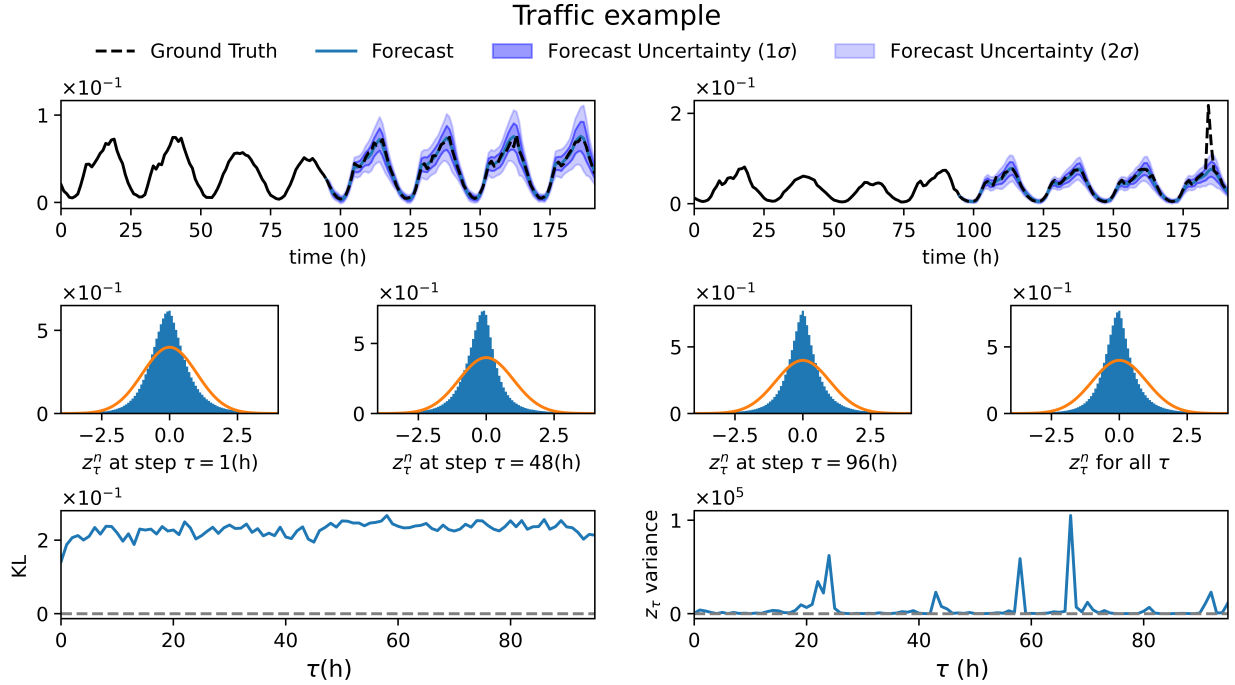 Traffic example
Ground Truth Forecast Forecast Uncertainty (1σ) Forecast Uncertainty (2σ)
×10⁻¹ ×10⁻¹
1 0
2 0
0 25 50 75 100 125 150 175
time (h)
0 25 50 75 100 125 150 175
time (h)
×10⁻¹ ×10⁻¹ ×10⁻¹ ×10⁻¹
5 0 5 0 5 0 5 0
−2.5 0.0 2.5 −2.5 0.0 2.5 −2.5 0.0 2.5 −2.5 0.0 2.5
zⁿ_τ at step τ = 1(h) zⁿ_τ at step τ = 48(h) zⁿ_τ at step τ = 96(h) zⁿ_τ for all τ
×10⁻¹ ×10⁵
KL
2 0
z_τ variance
1 0
0 20 40 60 80
τ(h)
0 20 40 60 80
τ (h)